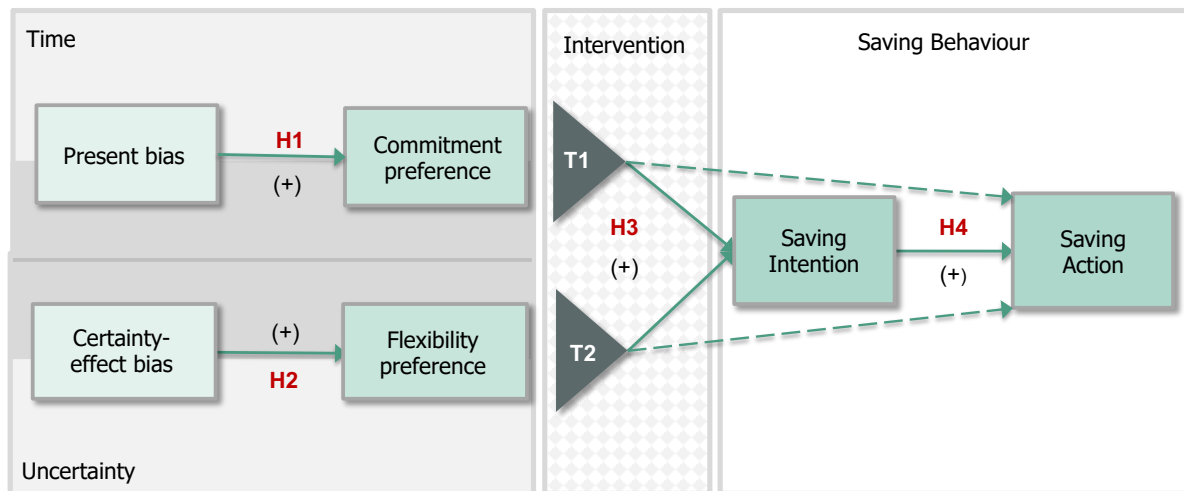 Time
Intervention
Saving Behaviour
Present bias
H1
(+)
Commitment
preference
T1
H3
(+)
Saving
Intention
H4
(+)
Saving
Action
Certainty-
effect bias
(+)
H2
Flexibility
preference
T2
Uncertainty